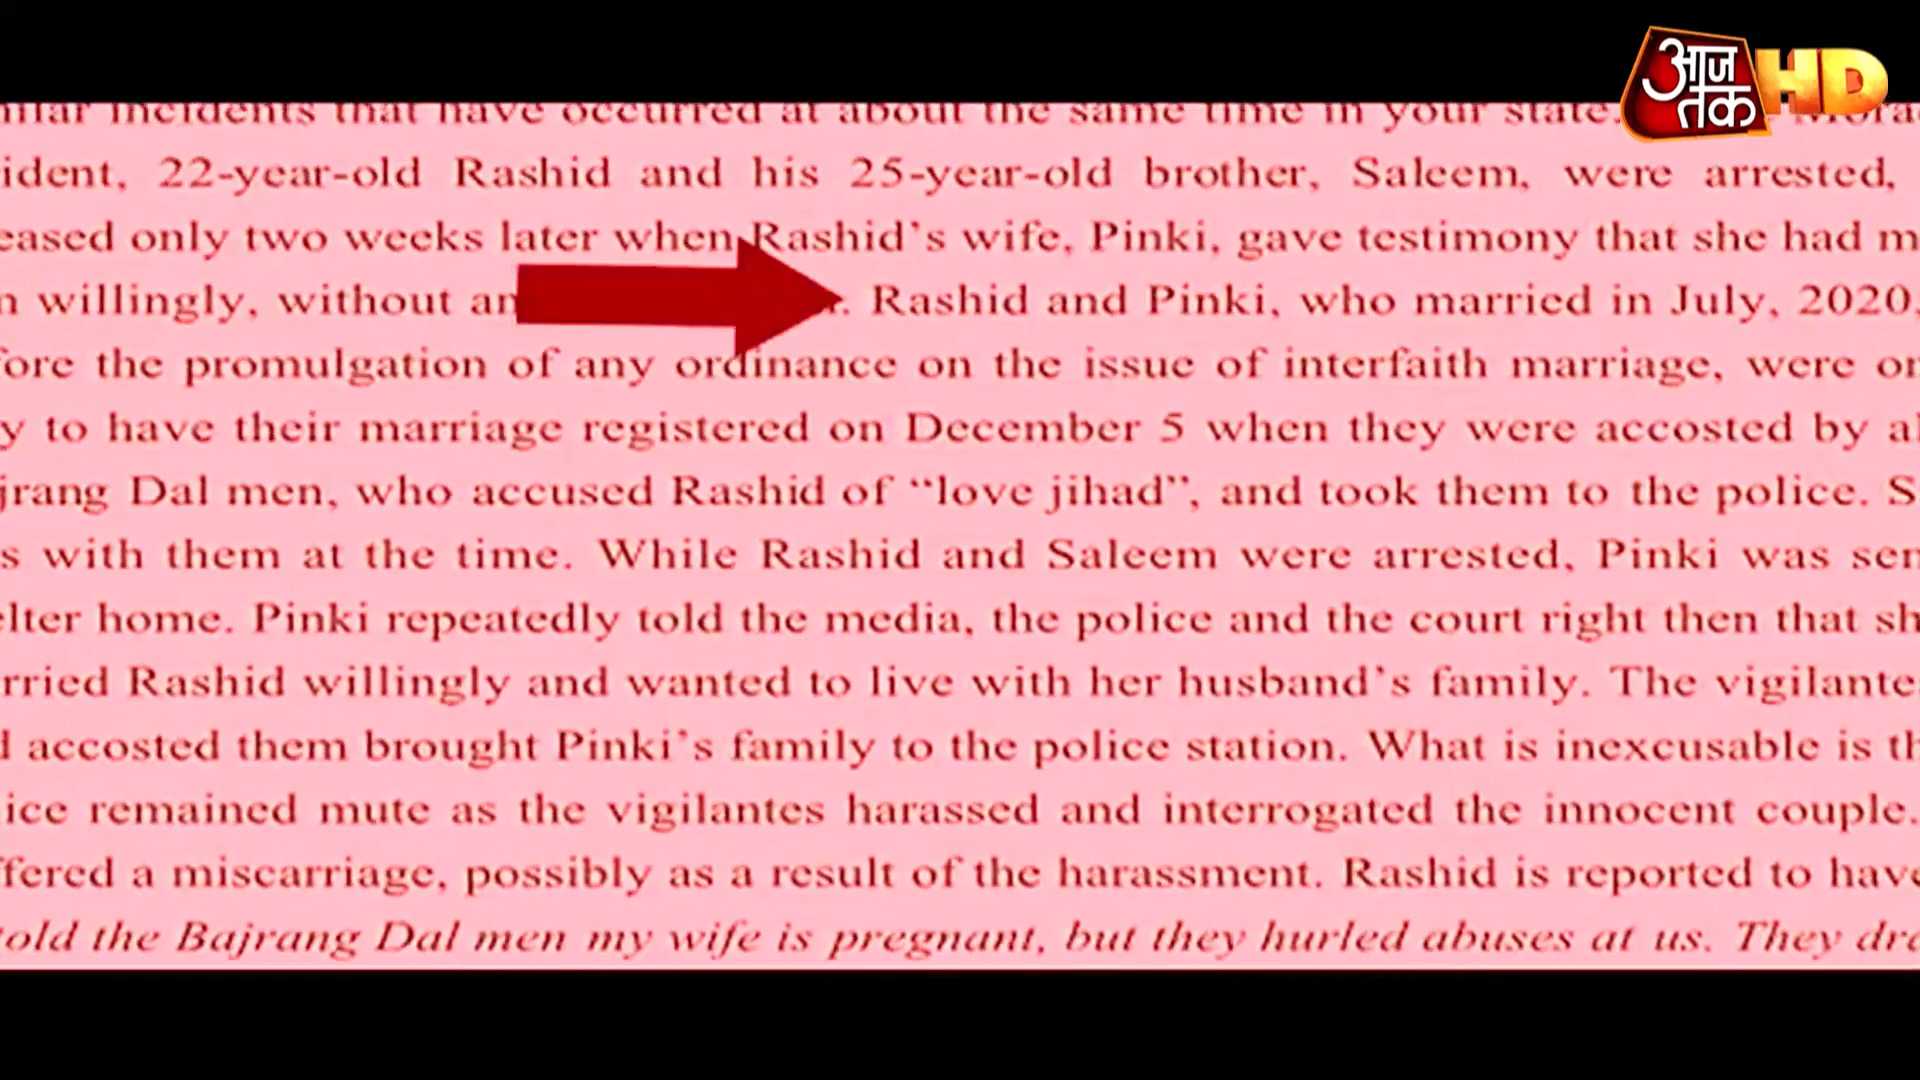 आज तक HD
incidents that have occurred at about the same time in your state.
ident, 22-year-old Rashid and his 25-year-old brother, Saleem, were arrested,
eased only two weeks later when Rashid's wife, Pinki, gave testimony that she had m
n willingly, without an . Rashid and Pinki, who married in July, 2020,
fore the promulgation of any ordinance on the issue of interfaith marriage, were on
y to have their marriage registered on December 5 when they were accosted by al
jrang Dal men, who accused Rashid of “love jihad”, and took them to the police. S
s with them at the time. While Rashid and Saleem were arrested, Pinki was sen
elter home. Pinki repeatedly told the media, the police and the court right then that sh
rried Rashid willingly and wanted to live with her husband's family. The vigilante
d accosted them brought Pinki's family to the police station. What is inexcusable is th
ice remained mute as the vigilantes harassed and interrogated the innocent couple.
ffered a miscarriage, possibly as a result of the harassment. Rashid is reported to have
told the Bajrang Dal men my wife is pregnant, but they hurled abuses at us. They dra